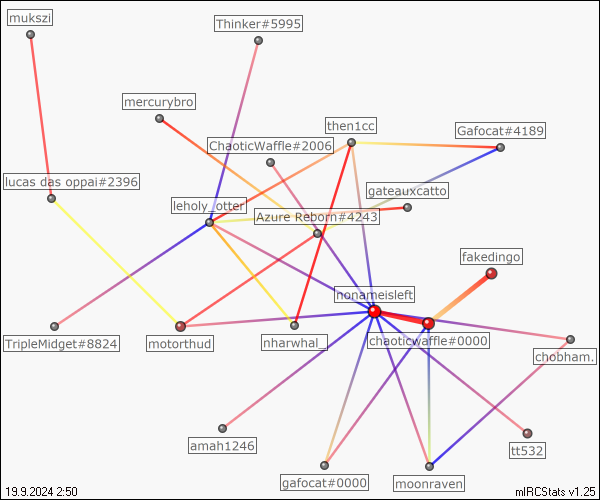 mukszi
Thinker#5995
mercurybro
then1cc
Gafocat#4189
ChaoticWaffle#2006
lucas das oppai#2396
gateauxcatto
leholy_otter
Azure Reborn#4243
fakedingo
nonameisleft
TripleMidget#8824
motorthud
nharwhal_
chaoticwaffle#0000
chobham.
amah1246
tt532
gafocat#0000
moonraven
19.9.2024 2:50
mIRCStats v1.25